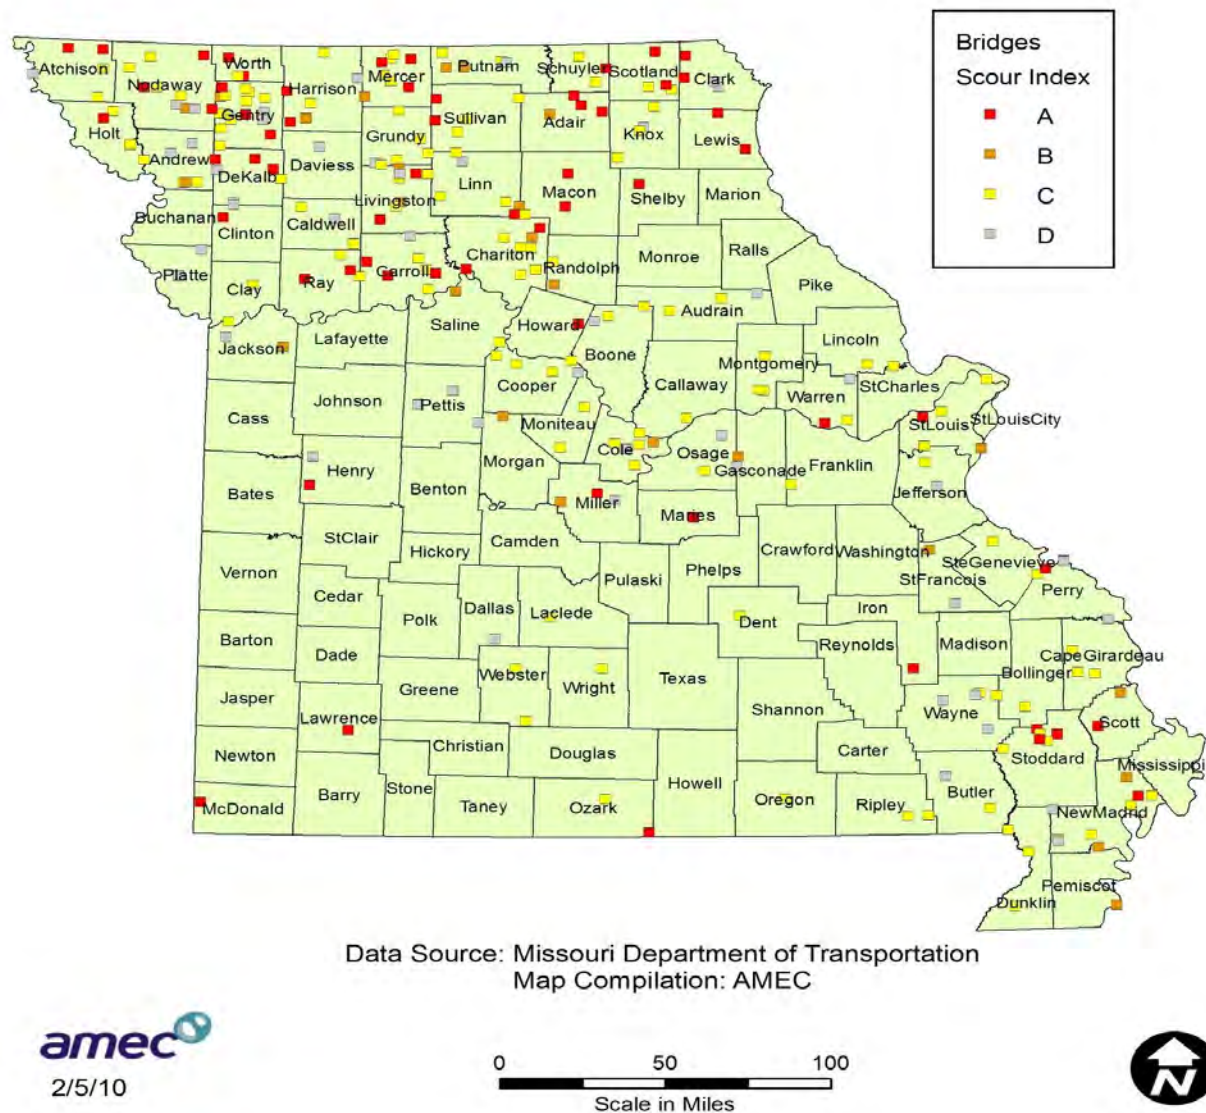 Bridges
Scour Index
A
B
C
D
Atchison
Nodaway
Worth
Harrison
Mercer
Putnam
Schuyler
Scotland
Clark
Holt
Gentry
Grundy
Sullivan
Adair
Knox
Lewis
Andrew
DeKalb
Daviess
Livingston
Linn
Macon
Shelby
Marion
Buchanan
Clinton
Caldwell
Chariton
Randolph
Monroe
Ralls
Platte
Clay
Ray
Carroll
Pike
Audrain
Jackson
Lafayette
Saline
Howard
Boone
Callaway
Montgomery
Lincoln
Warren
StCharles
Cass
Johnson
Pettis
Cooper
Moniteau
Cole
Osage
Gasconade
Franklin
StLouis
StLouisCity
Bates
Henry
Benton
Morgan
Miller
Maries
Jefferson
Vernon
StClair
Hickory
Camden
Pulaski
Phelps
Crawford
Washington
SteGenevieve
StFrancois
Perry
Cedar
Polk
Dallas
Laclede
Dent
Iron
Barton
Dade
Reynolds
Madison
Bollinger
CapeGirardeau
Jasper
Lawrence
Greene
Webster
Wright
Texas
Shannon
Wayne
Scott
Newton
Christian
Douglas
Carter
Stoddard
Mississippi
McDonald
Barry
Stone
Taney
Ozark
Howell
Oregon
Ripley
Butler
NewMadrid
Pemiscot
Dunklin
Data Source: Missouri Department of Transportation
Map Compilation: AMEC
amec
2/5/10
0 50 100
Scale in Miles
N